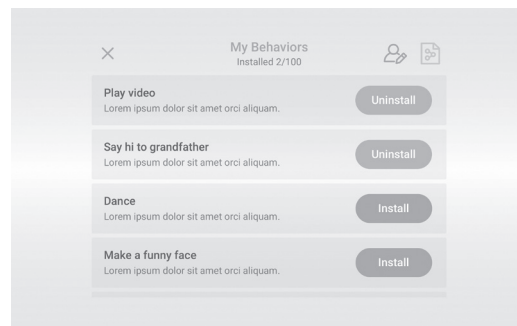 My Behaviors
Installed 2/100
Play video
Lorem ipsum dolor sit amet orci aliquam.
Uninstall
Say hi to grandfather
Lorem ipsum dolor sit amet orci aliquam.
Uninstall
Dance
Lorem ipsum dolor sit amet orci aliquam.
Install
Make a funny face
Lorem ipsum dolor sit amet orci aliquam.
Install